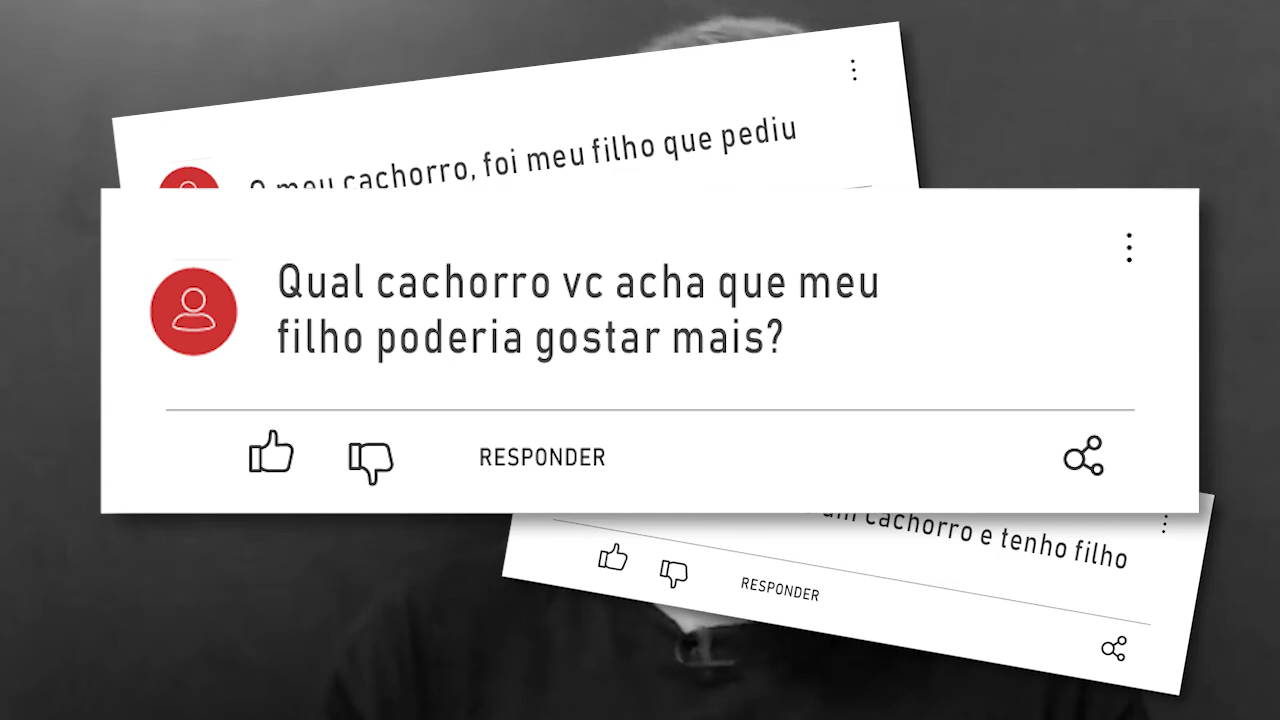 O meu cachorro, foi meu filho que pediu
Qual cachorro vc acha que meu
filho poderia gostar mais?
RESPONDER
cachorro e tenho filho
RESPONDER